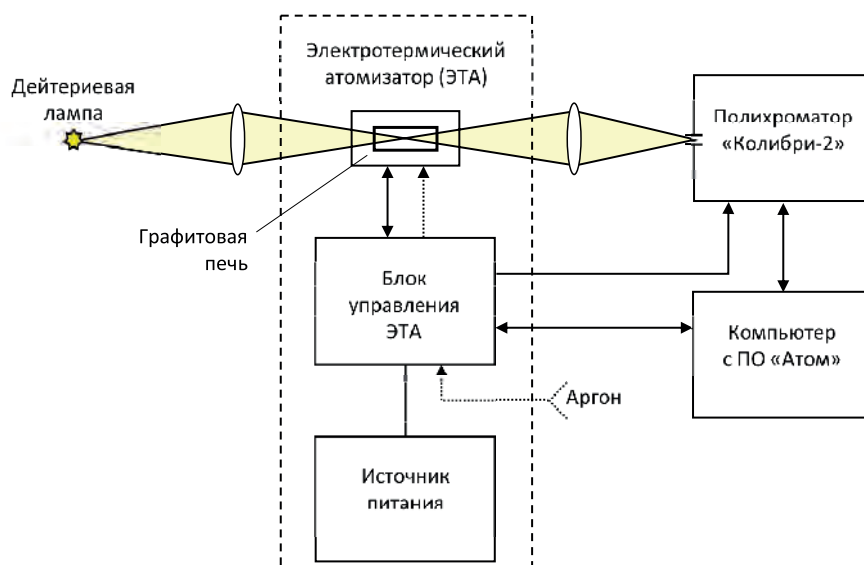 Электротермический
атомизатор (ЭТА)
Дейтериевая
лампа
Полихроматор
«Колибри-2»
Графитовая
печь
Блок
управления
ЭТА
Компьютер
с ПО «Атом»
Аргон
Источник
питания